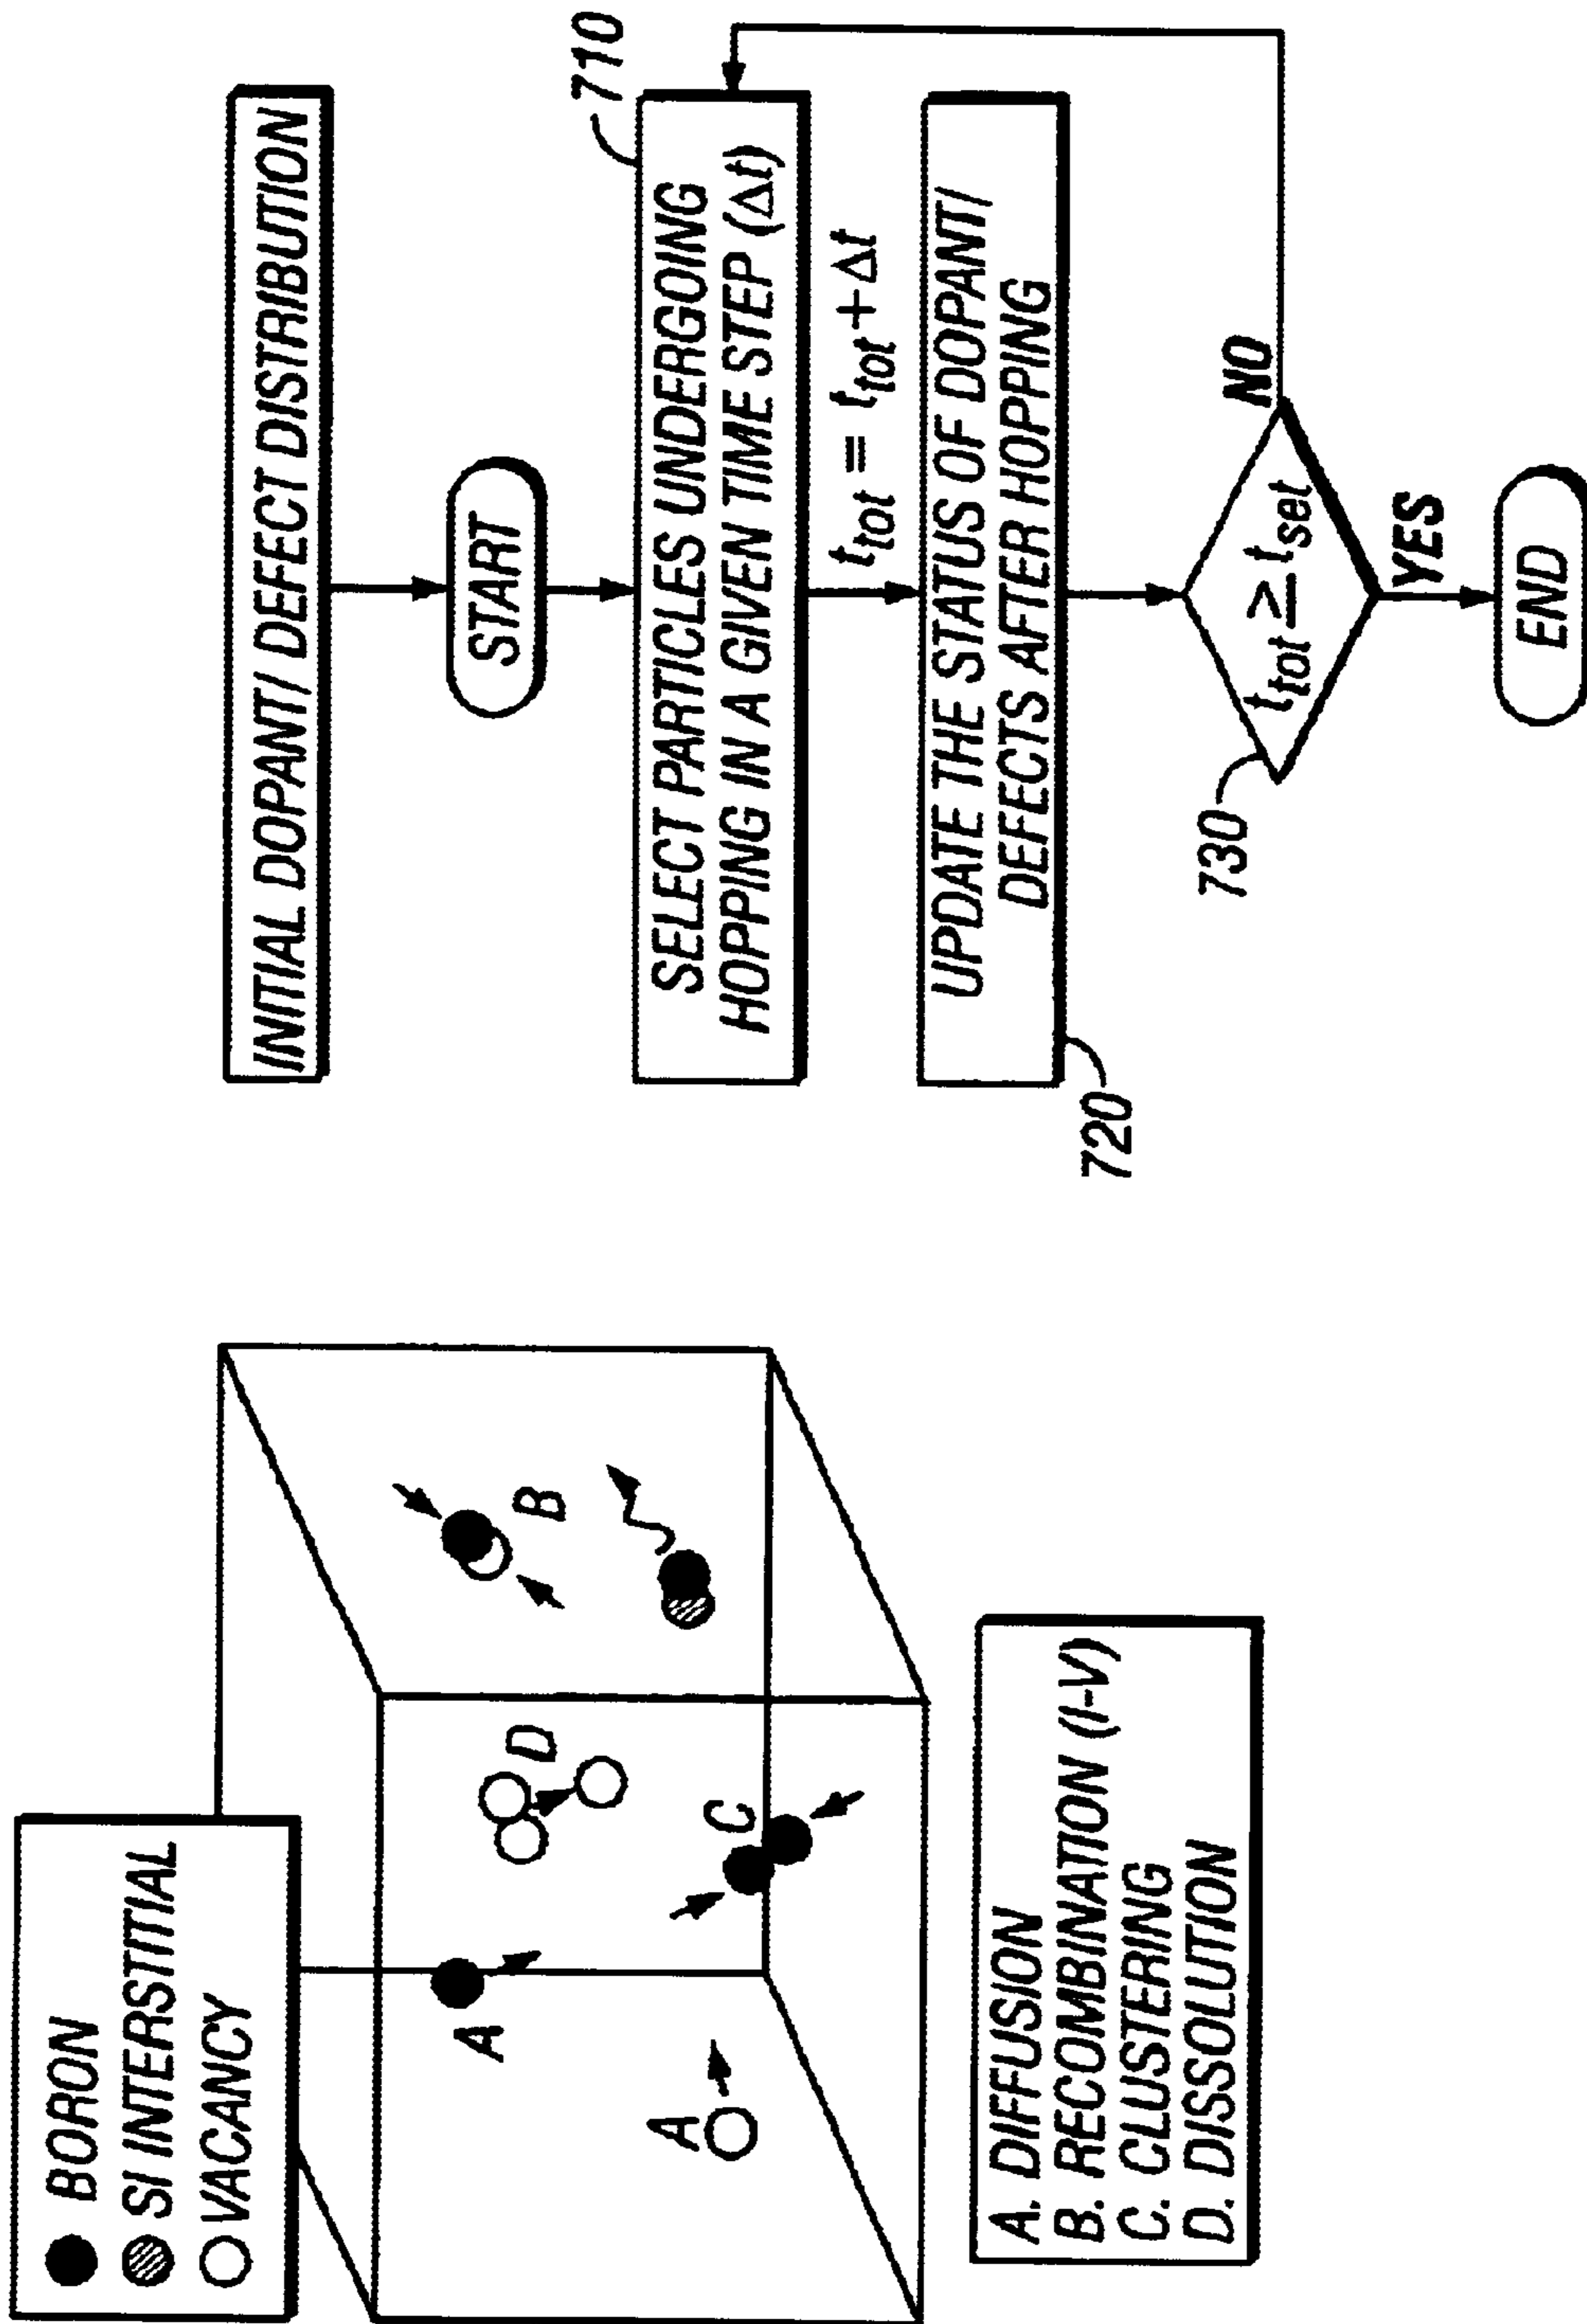 BORON
SI INTERSTITIAL
VACANCY
A
A
D
C
B
A. DIFFUSION
B. RECOMBINATION (I-V)
C. CLUSTERING
D. DISSOLUTION
INITIAL DOPANT/ DEFECT DISTRIBUTION
START
710
SELECT PARTICLES UNDERGOING
HOPPING IN A GIVEN TIME STEP (Δt)
t_tot = t_tot + Δt
UPDATE THE STATUS OF DOPANT/
DEFECTS AFTER HOPPING
720
730
t_tot ≥ t_set
NO
YES
END